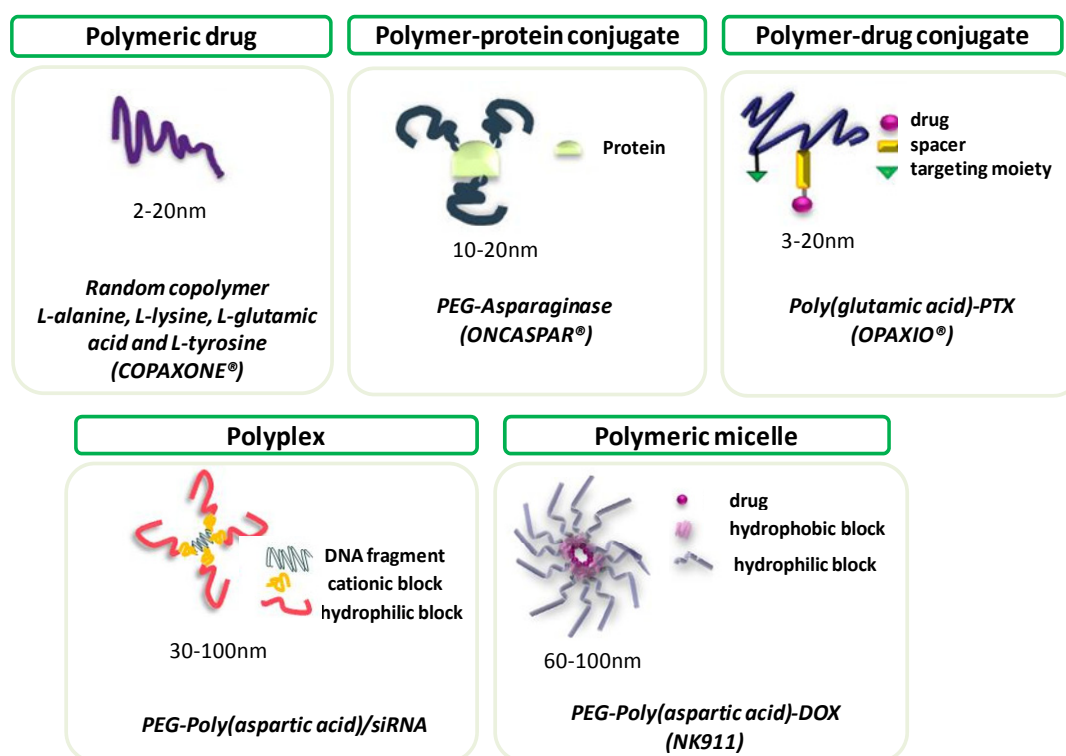 Polymeric drug
2-20nm
Random copolymer
L-alanine, L-lysine, L-glutamic
acid and L-tyrosine
(COPAXONE®)
Polymer-protein conjugate
Protein
10-20nm
PEG-Asparaginase
(ONCASPAR®)
Polymer-drug conjugate
drug
spacer
targeting moiety
3-20nm
Poly(glutamic acid)-PTX
(OPAXIO®)
Polyplex
DNA fragment
cationic block
hydrophilic block
30-100nm
PEG-Poly(aspartic acid)/siRNA
Polymeric micelle
drug
hydrophobic block
hydrophilic block
60-100nm
PEG-Poly(aspartic acid)-DOX
(NK911)